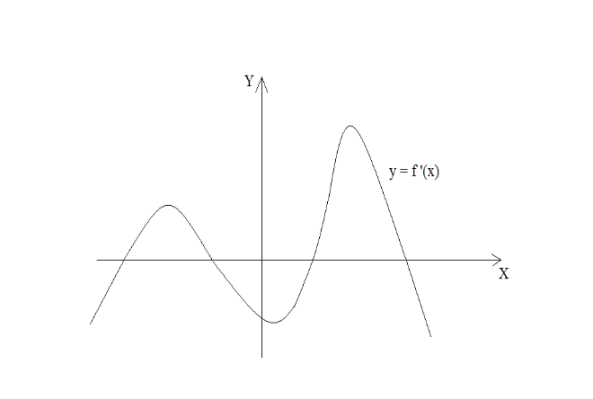 Y
y = f '(x)
X